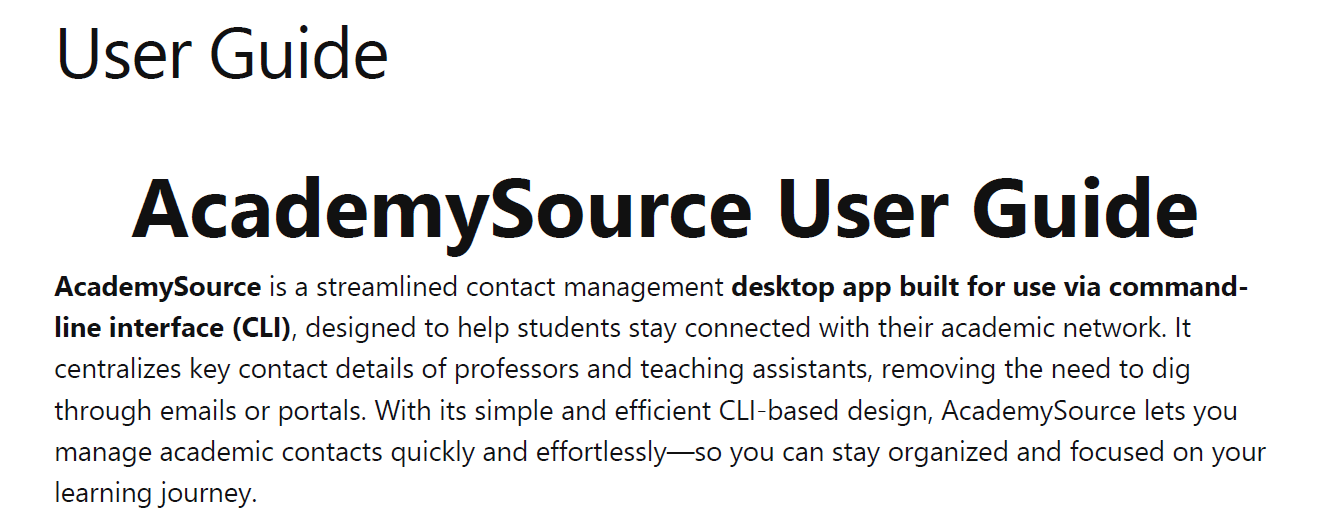 User Guide
AcademySource User Guide
AcademySource is a streamlined contact management desktop app built for use via command-
line interface (CLI), designed to help students stay connected with their academic network. It
centralizes key contact details of professors and teaching assistants, removing the need to dig
through emails or portals. With its simple and efficient CLI-based design, AcademySource lets you
manage academic contacts quickly and effortlessly—so you can stay organized and focused on your
learning journey.